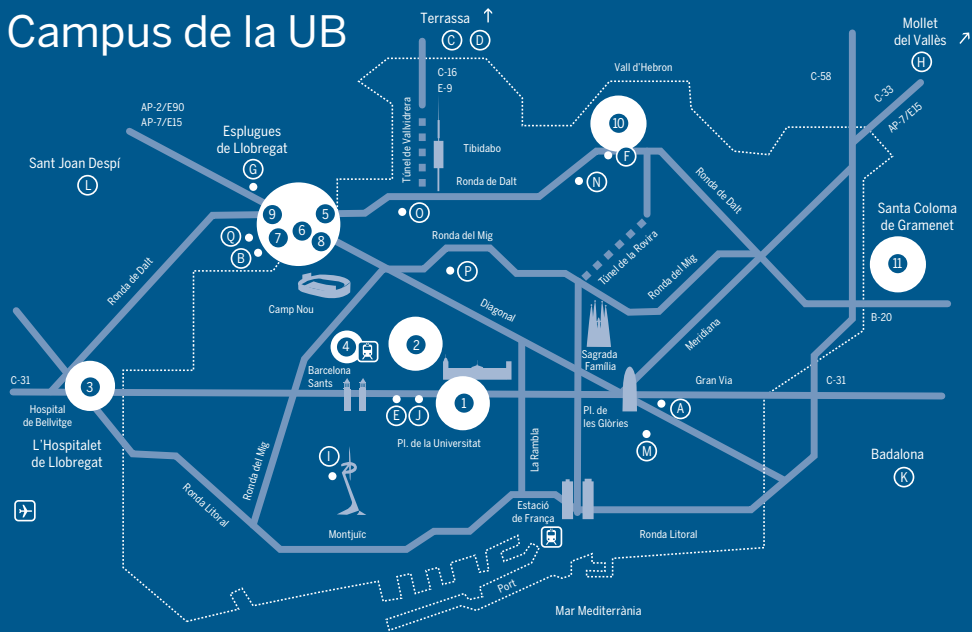 Campus de la UB
Terrassa ↑
C D
Mollet
del Vallès ↗
H
C-16
E-9
Vall d'Hebron
C-58
C-33
AP-7/E15
AP-2/E90
AP-7/E15
Esplugues
de Llobregat
G
Sant Joan Despí
L
Túnel de Vallvidrera
Tibidabo
10
F
N
Ronda de Dalt
Ronda de Dalt
Santa Coloma
de Gramenet
11
9
5
6
7
8
O
Q
B
Ronda del Mig
P
Túnel de la Rovira
Ronda del Mig
Ronda de Dalt
Camp Nou
Diagonal
B-20
Meridiana
4
2
Barcelona
Sants
Sagrada
Família
C-31
3
Gran Via
C-31
Hospital
de Bellvitge
E J
1
Pl. de
les Glòries
A
L'Hospitalet
de Llobregat
Pl. de la Universitat
M
La Rambla
Badalona
K
I
Ronda del Mig
Ronda Litoral
Montjuïc
Estació
de França
Ronda Litoral
Port
Mar Mediterrània